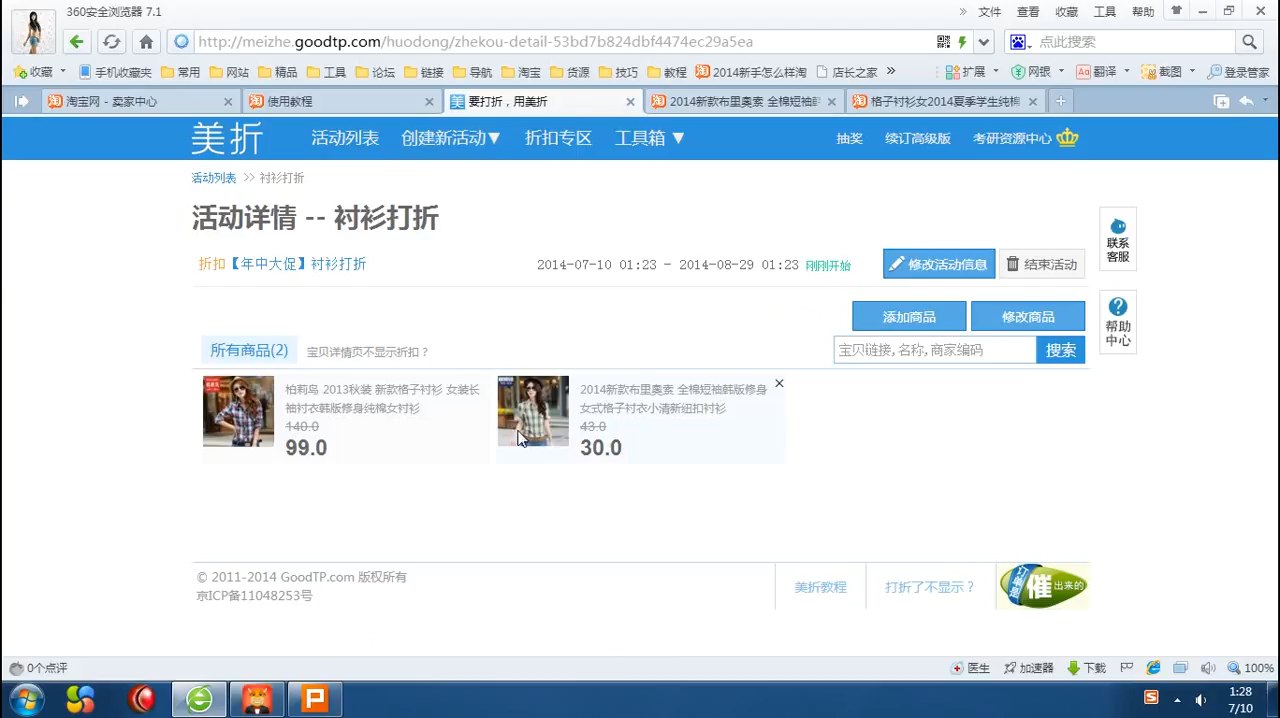 360安全浏览器 7.1
» 文件 查看 收藏 工具 帮助
http://meizhe.goodtp.com/huodong/zhekou-detail-53bd7b824dbf4474ec29a5ea
点此搜索
收藏 手机收藏夹 常用 网站 精品 工具 论坛 链接 导航 淘宝 货源 技巧 教程 2014新手怎么样淘 店长之家 » 扩展 网银 翻译 截图 登录管家
淘宝网 - 卖家中心 使用教程 要打折，用美折 2014新款布里奥索 全棉短袖韩 格子衬衫女2014夏季学生纯棉
美折 活动列表 创建新活动▼ 折扣专区 工具箱 ▼ 抽奖 续订高级版 考研资源中心
活动列表 >> 衬衫打折
活动详情 -- 衬衫打折
联系
客服
折扣【年中大促】衬衫打折 2014-07-10 01:23 - 2014-08-29 01:23 刚刚开始 修改活动信息 结束活动
帮助
中心
添加商品 修改商品
所有商品(2) 宝贝详情页不显示折扣？ 宝贝链接, 名称, 商家编码 搜索
柏莉鸟 2013秋装 新款格子衬衫 女装长
袖衬衣韩版修身纯棉女衬衫
140.0
99.0
2014新款布里奥索 全棉短袖韩版修身
女式格子衬衣小清新纽扣衬衫
43.0
30.0
© 2011-2014 GoodTP.com 版权所有
京ICP备11048253号
美折教程 打折了不显示？ 订单是 催 出来的
0个点评 医生 加速器 下载 100%
1:28
7/10